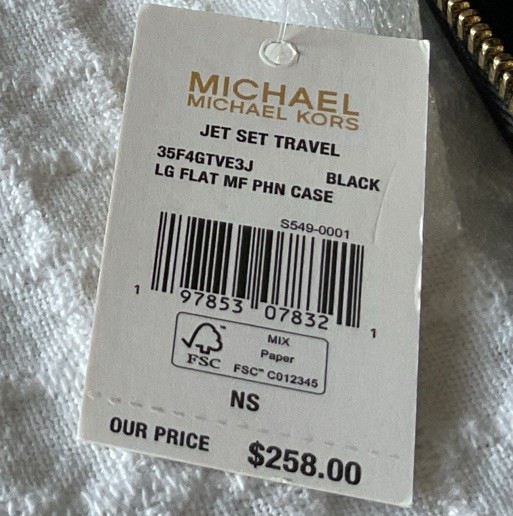 MICHAEL
MICHAEL KORS
JET SET TRAVEL
35F4GTVE3J BLACK
LG FLAT MF PHN CASE
S549-0001
1 97853 07832 1
FSC™
MIX
Paper
FSC™ C012345
NS
OUR PRICE $258.00